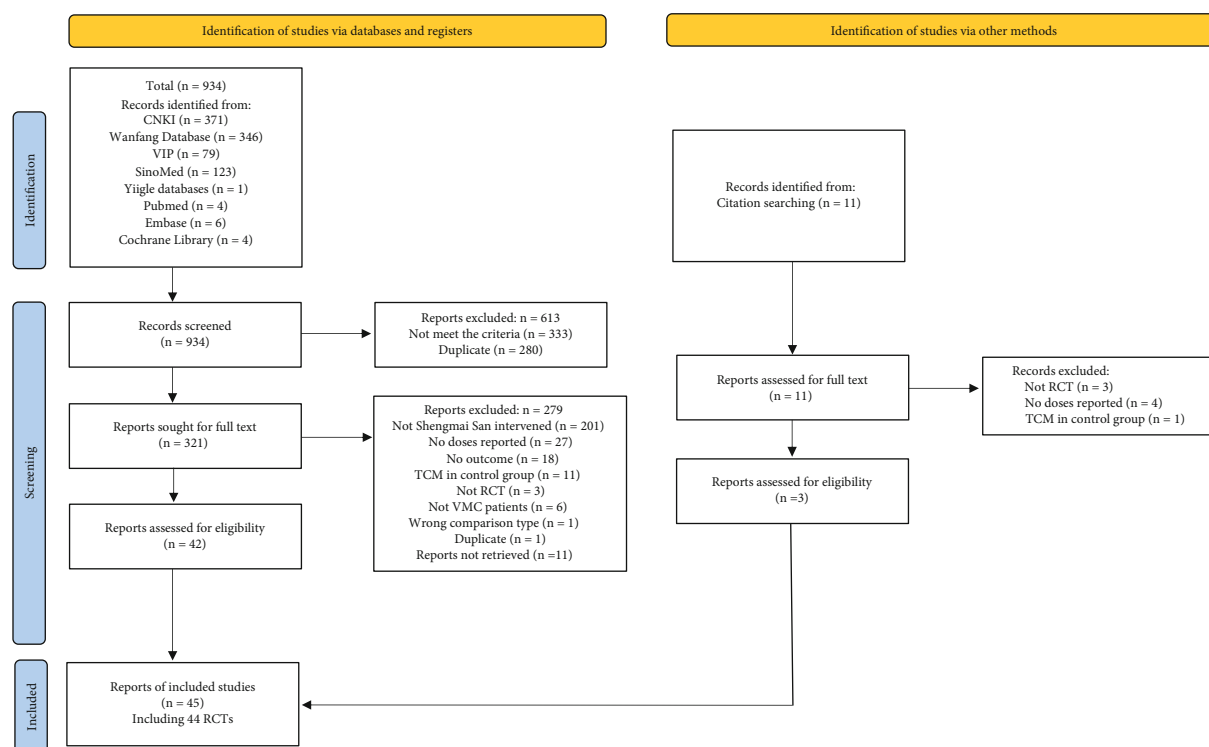 Identification of studies via databases and registers
Identification of studies via other methods
Identification
Total (n = 934)
Records identified from:
CNKI (n = 371)
Wanfang Database (n = 346)
VIP (n = 79)
SinoMed (n = 123)
Yiigle databases (n = 1)
Pubmed (n = 4)
Embase (n = 6)
Cochrane Library (n = 4)
Records identified from:
Citation searching (n = 11)
Screening
Records screened
(n = 934)
Reports excluded: n = 613
Not meet the criteria (n = 333)
Duplicate (n = 280)
Reports sought for full text
(n = 321)
Reports excluded: n = 279
Not Shengmai San intervened (n = 201)
No doses reported (n = 27)
No outcome (n = 18)
TCM in control group (n = 11)
Not RCT (n = 3)
Not VMC patients (n = 6)
Wrong comparison type (n = 1)
Duplicate (n = 1)
Reports not retrieved (n =11)
Reports assessed for eligibility
(n = 42)
Reports assessed for full text
(n = 11)
Records excluded:
Not RCT (n = 3)
No doses reported (n = 4)
TCM in control group (n = 1)
Reports assessed for eligibility
(n =3)
Included
Reports of included studies
(n = 45)
Including 44 RCTs